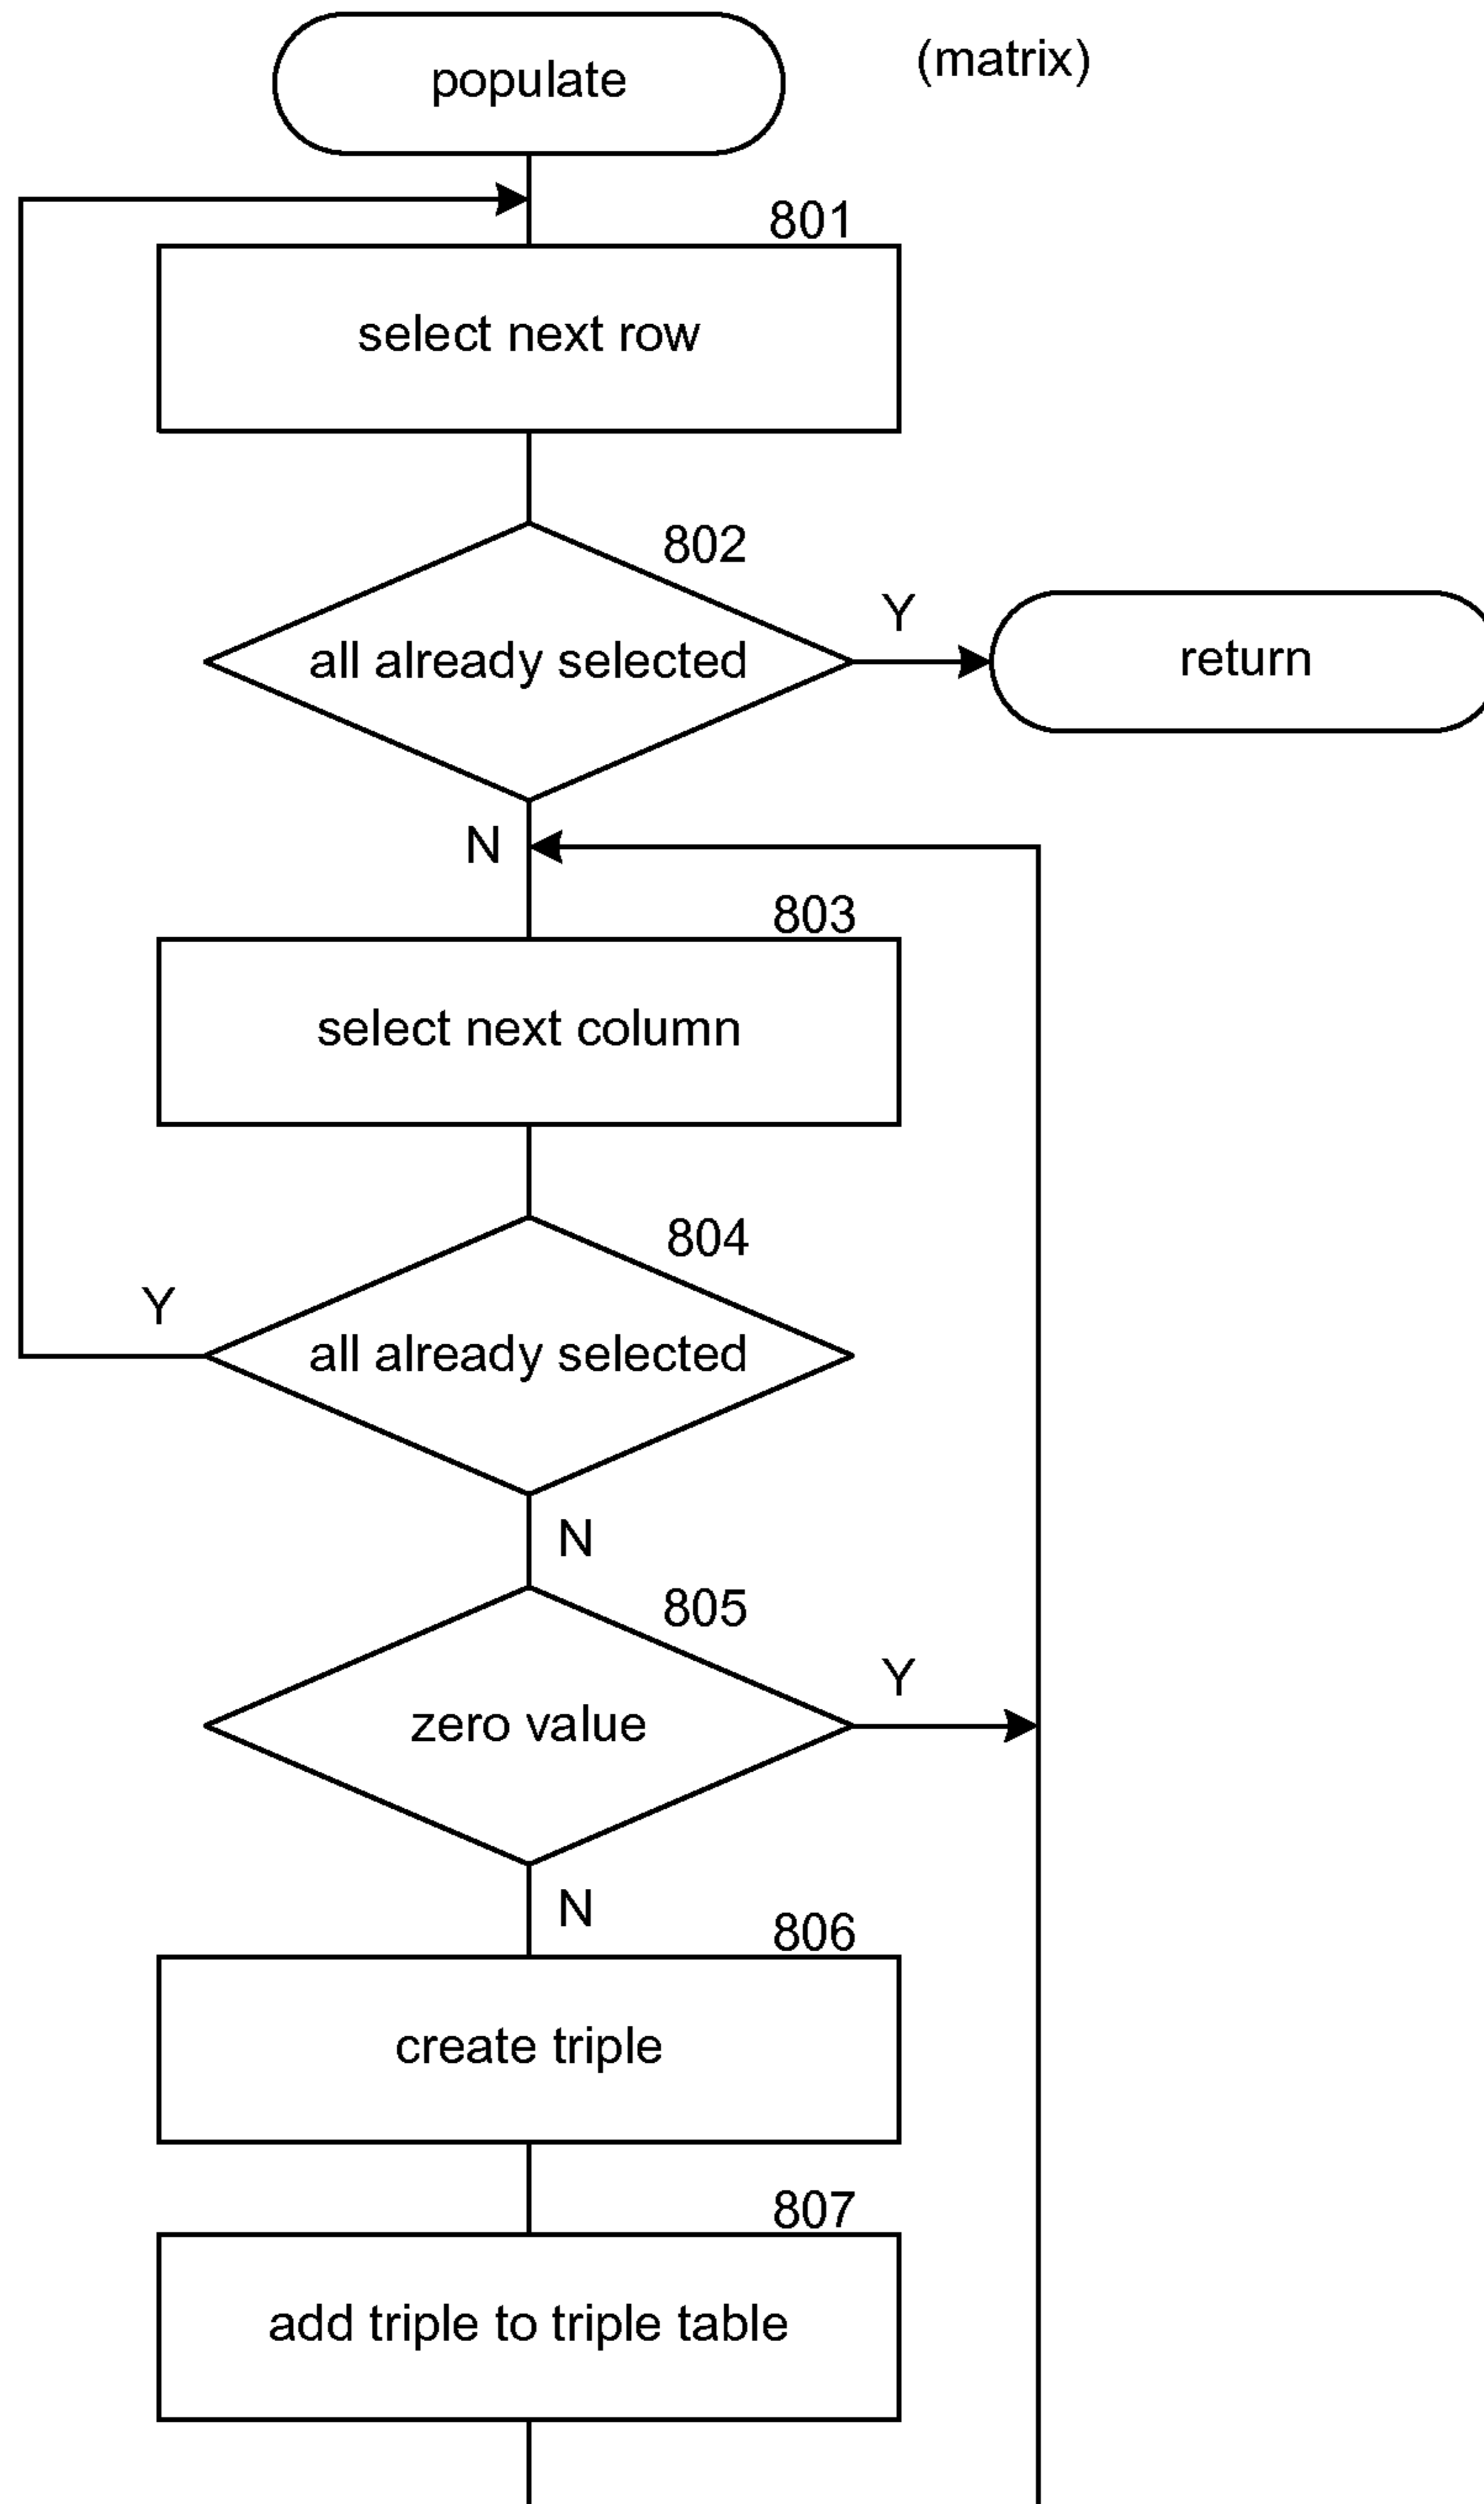 populate
(matrix)
801
select next row
802
all already selected
Y
return
N
803
select next column
804
Y
all already selected
N
805
Y
zero value
N
806
create triple
807
add triple to triple table